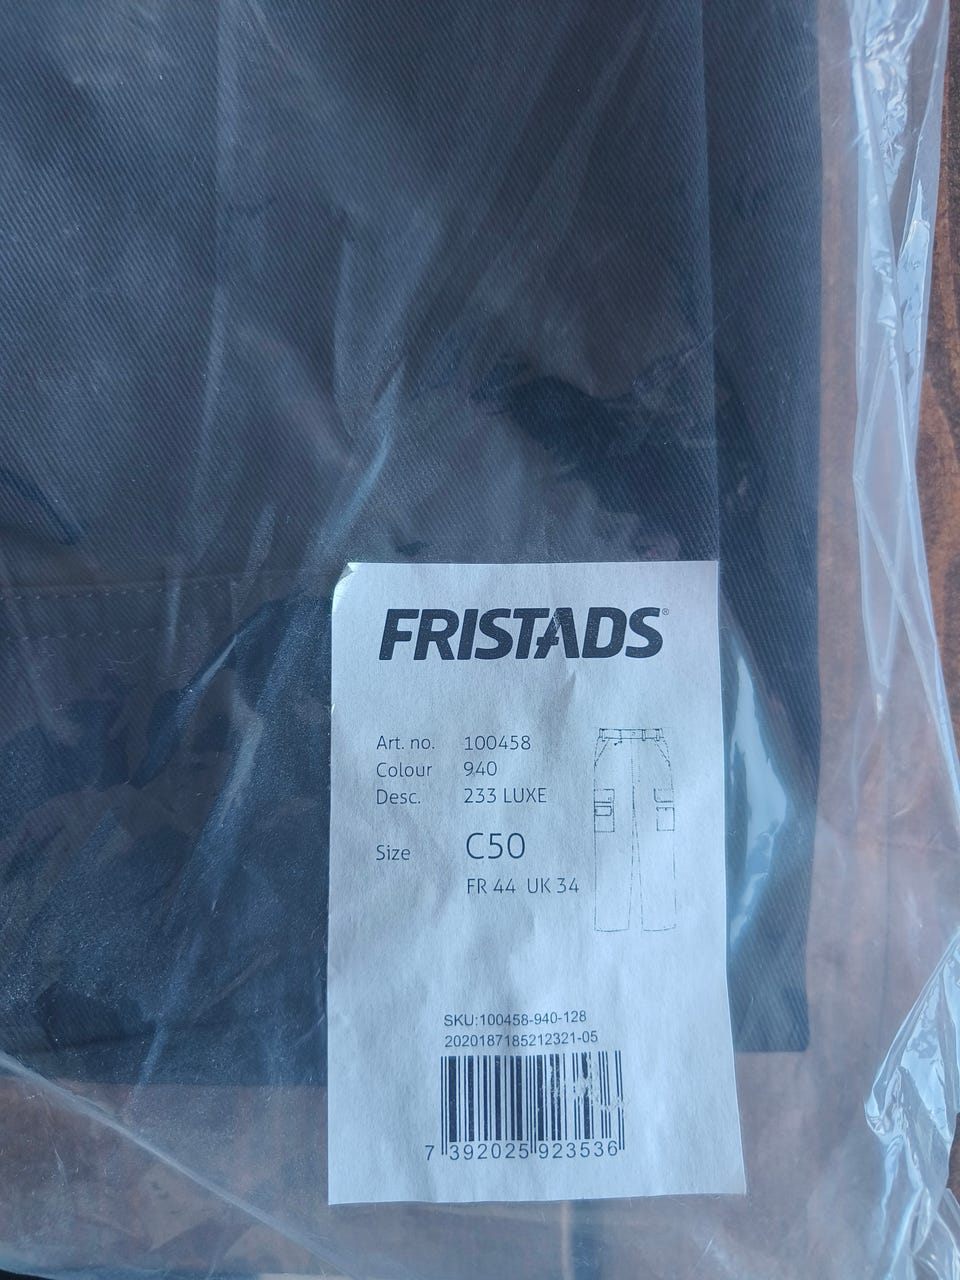 FRISTADS®
Art. no. 100458
Colour 940
Desc. 233 LUXE
Size C50
FR 44 UK 34
SKU:100458-940-128
2020187185212321-05
7 392025 923536